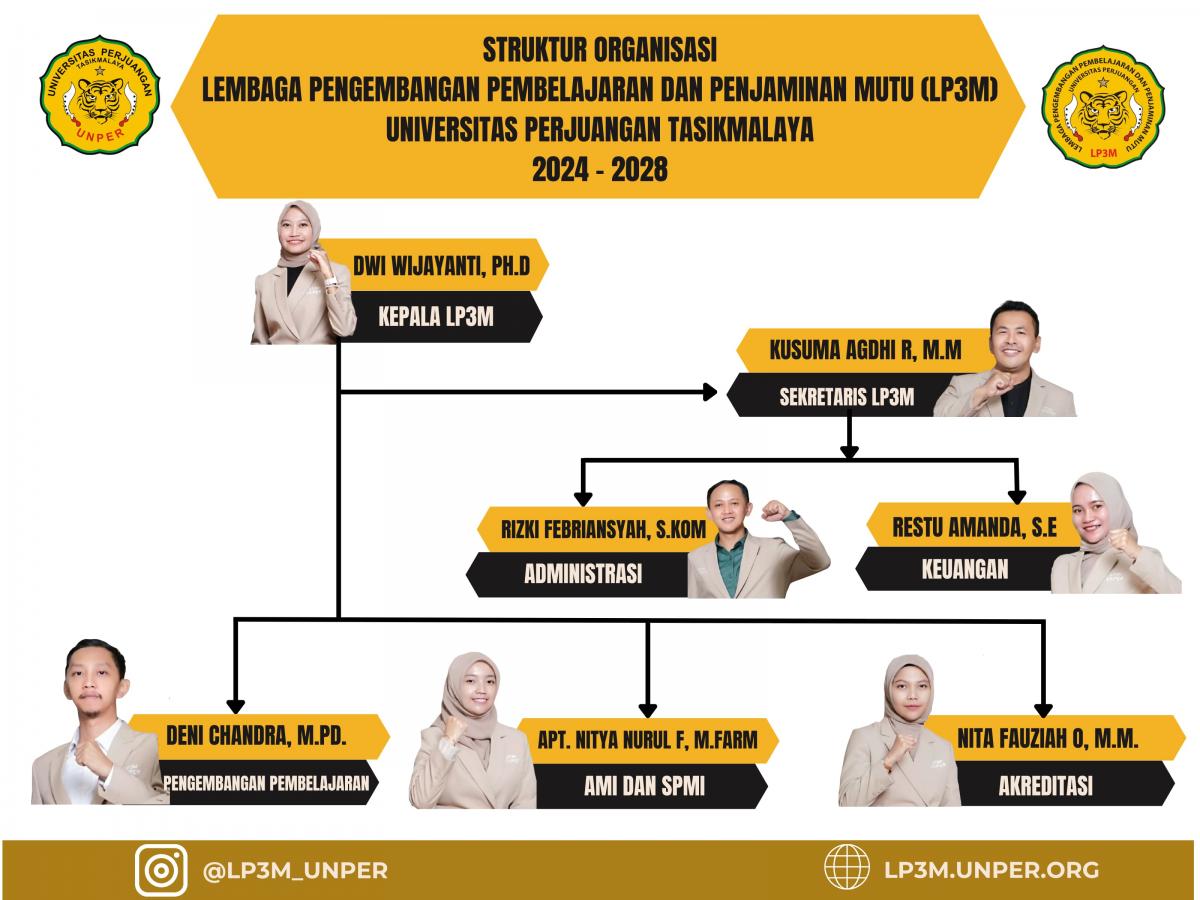 STRUKTUR ORGANISASI
LEMBAGA PENGEMBANGAN PEMBELAJARAN DAN PENJAMINAN MUTU (LP3M)
UNIVERSITAS PERJUANGAN TASIKMALAYA
2024 - 2028
UNIVERSITAS PERJUANGAN
TASIKMALAYA
UNPER
LEMBAGA PENGEMBANGAN PEMBELAJARAN DAN PENJAMINAN MUTU
UNIVERSITAS PERJUANGAN
LP3M
DWI WIJAYANTI, PH.D
KEPALA LP3M
KUSUMA AGDHI R, M.M
SEKRETARIS LP3M
RIZKI FEBRIANSYAH, S.KOM
ADMINISTRASI
RESTU AMANDA, S.E
KEUANGAN
DENI CHANDRA, M.PD.
PENGEMBANGAN PEMBELAJARAN
APT. NITYA NURUL F, M.FARM
AMI DAN SPMI
NITA FAUZIAH O, M.M.
AKREDITASI
@LP3M_UNPER
LP3M.UNPER.ORG